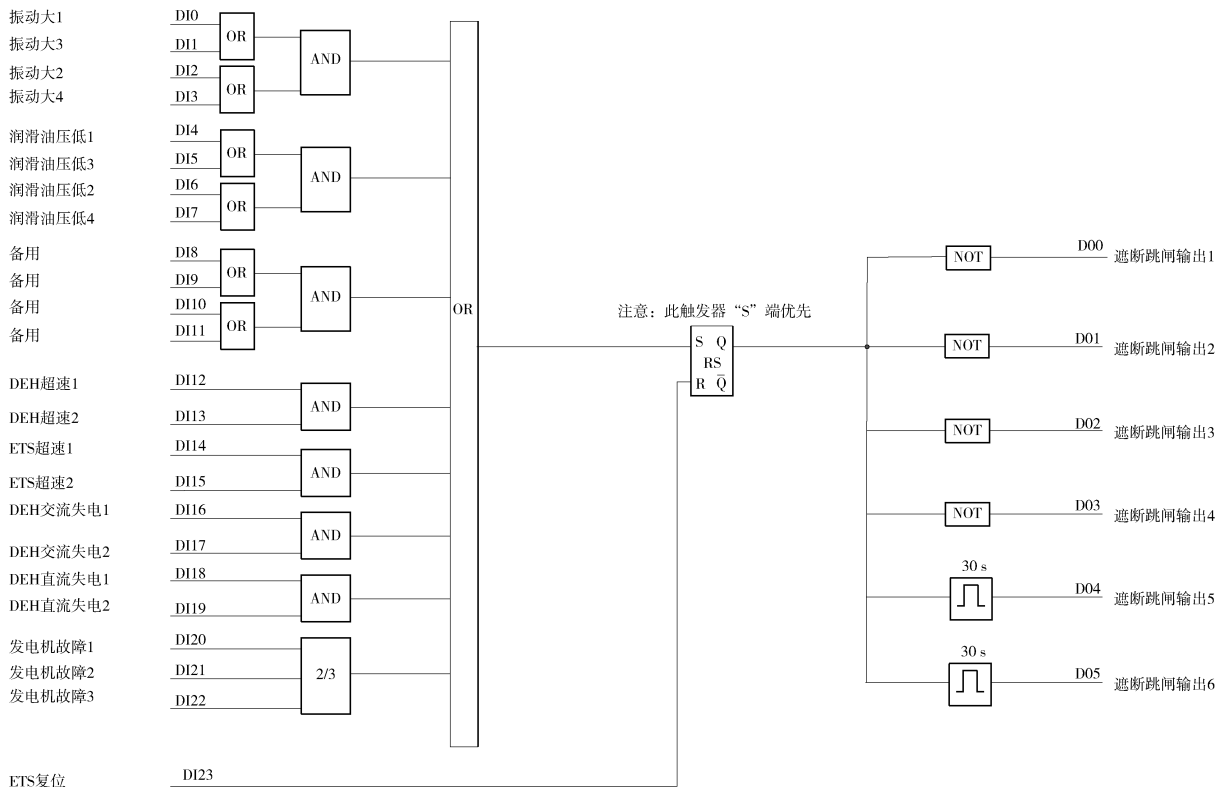 振动大1
DI0
振动大3
DI1
OR
振动大2
DI2
振动大4
DI3
OR
AND
润滑油压低1
DI4
润滑油压低3
DI5
OR
润滑油压低2
DI6
润滑油压低4
DI7
OR
AND
备用
DI8
备用
DI9
OR
备用
DI10
备用
DI11
OR
AND
DEH超速1
DI12
DEH超速2
DI13
AND
ETS超速1
DI14
ETS超速2
DI15
AND
DEH交流失电1
DI16
DEH交流失电2
DI17
AND
DEH直流失电1
DI18
DEH直流失电2
DI19
AND
发电机故障1
DI20
发电机故障2
DI21
发电机故障3
DI22
2/3
OR
ETS复位
DI23
注意：此触发器“S”端优先
S Q
RS
R Q̄
NOT
D00
遮断跳闸输出1
NOT
D01
遮断跳闸输出2
NOT
D02
遮断跳闸输出3
NOT
D03
遮断跳闸输出4
30 s
D04
遮断跳闸输出5
30 s
D05
遮断跳闸输出6